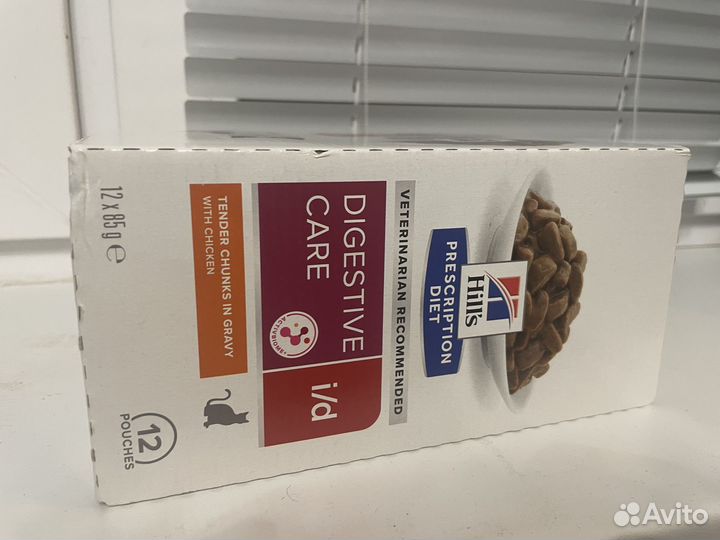 Hill's
PRESCRIPTION
DIET
VETERINARIAN RECOMMENDED
DIGESTIVE
CARE
i/d
ACTIVBIOME+
TENDER CHUNKS IN GRAVY
WITH CHICKEN
12
POUCHES
12 x 85g e
Avito